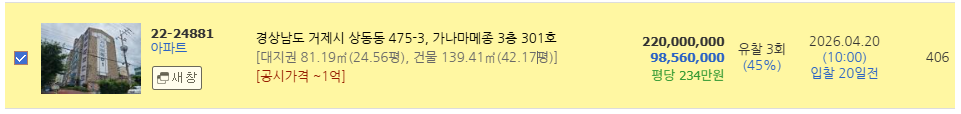 22-24881
아파트
새 창
경상남도 거제시 상동동 475-3, 가나마메종 3층 301호
[대지권 81.19㎡(24.56평), 건물 139.41㎡(42.17평)]
[공시가격 ~1억]
220,000,000
98,560,000
평당 234만원
유찰 3회
(45%)
2026.04.20
(10:00)
입찰 20일전
406